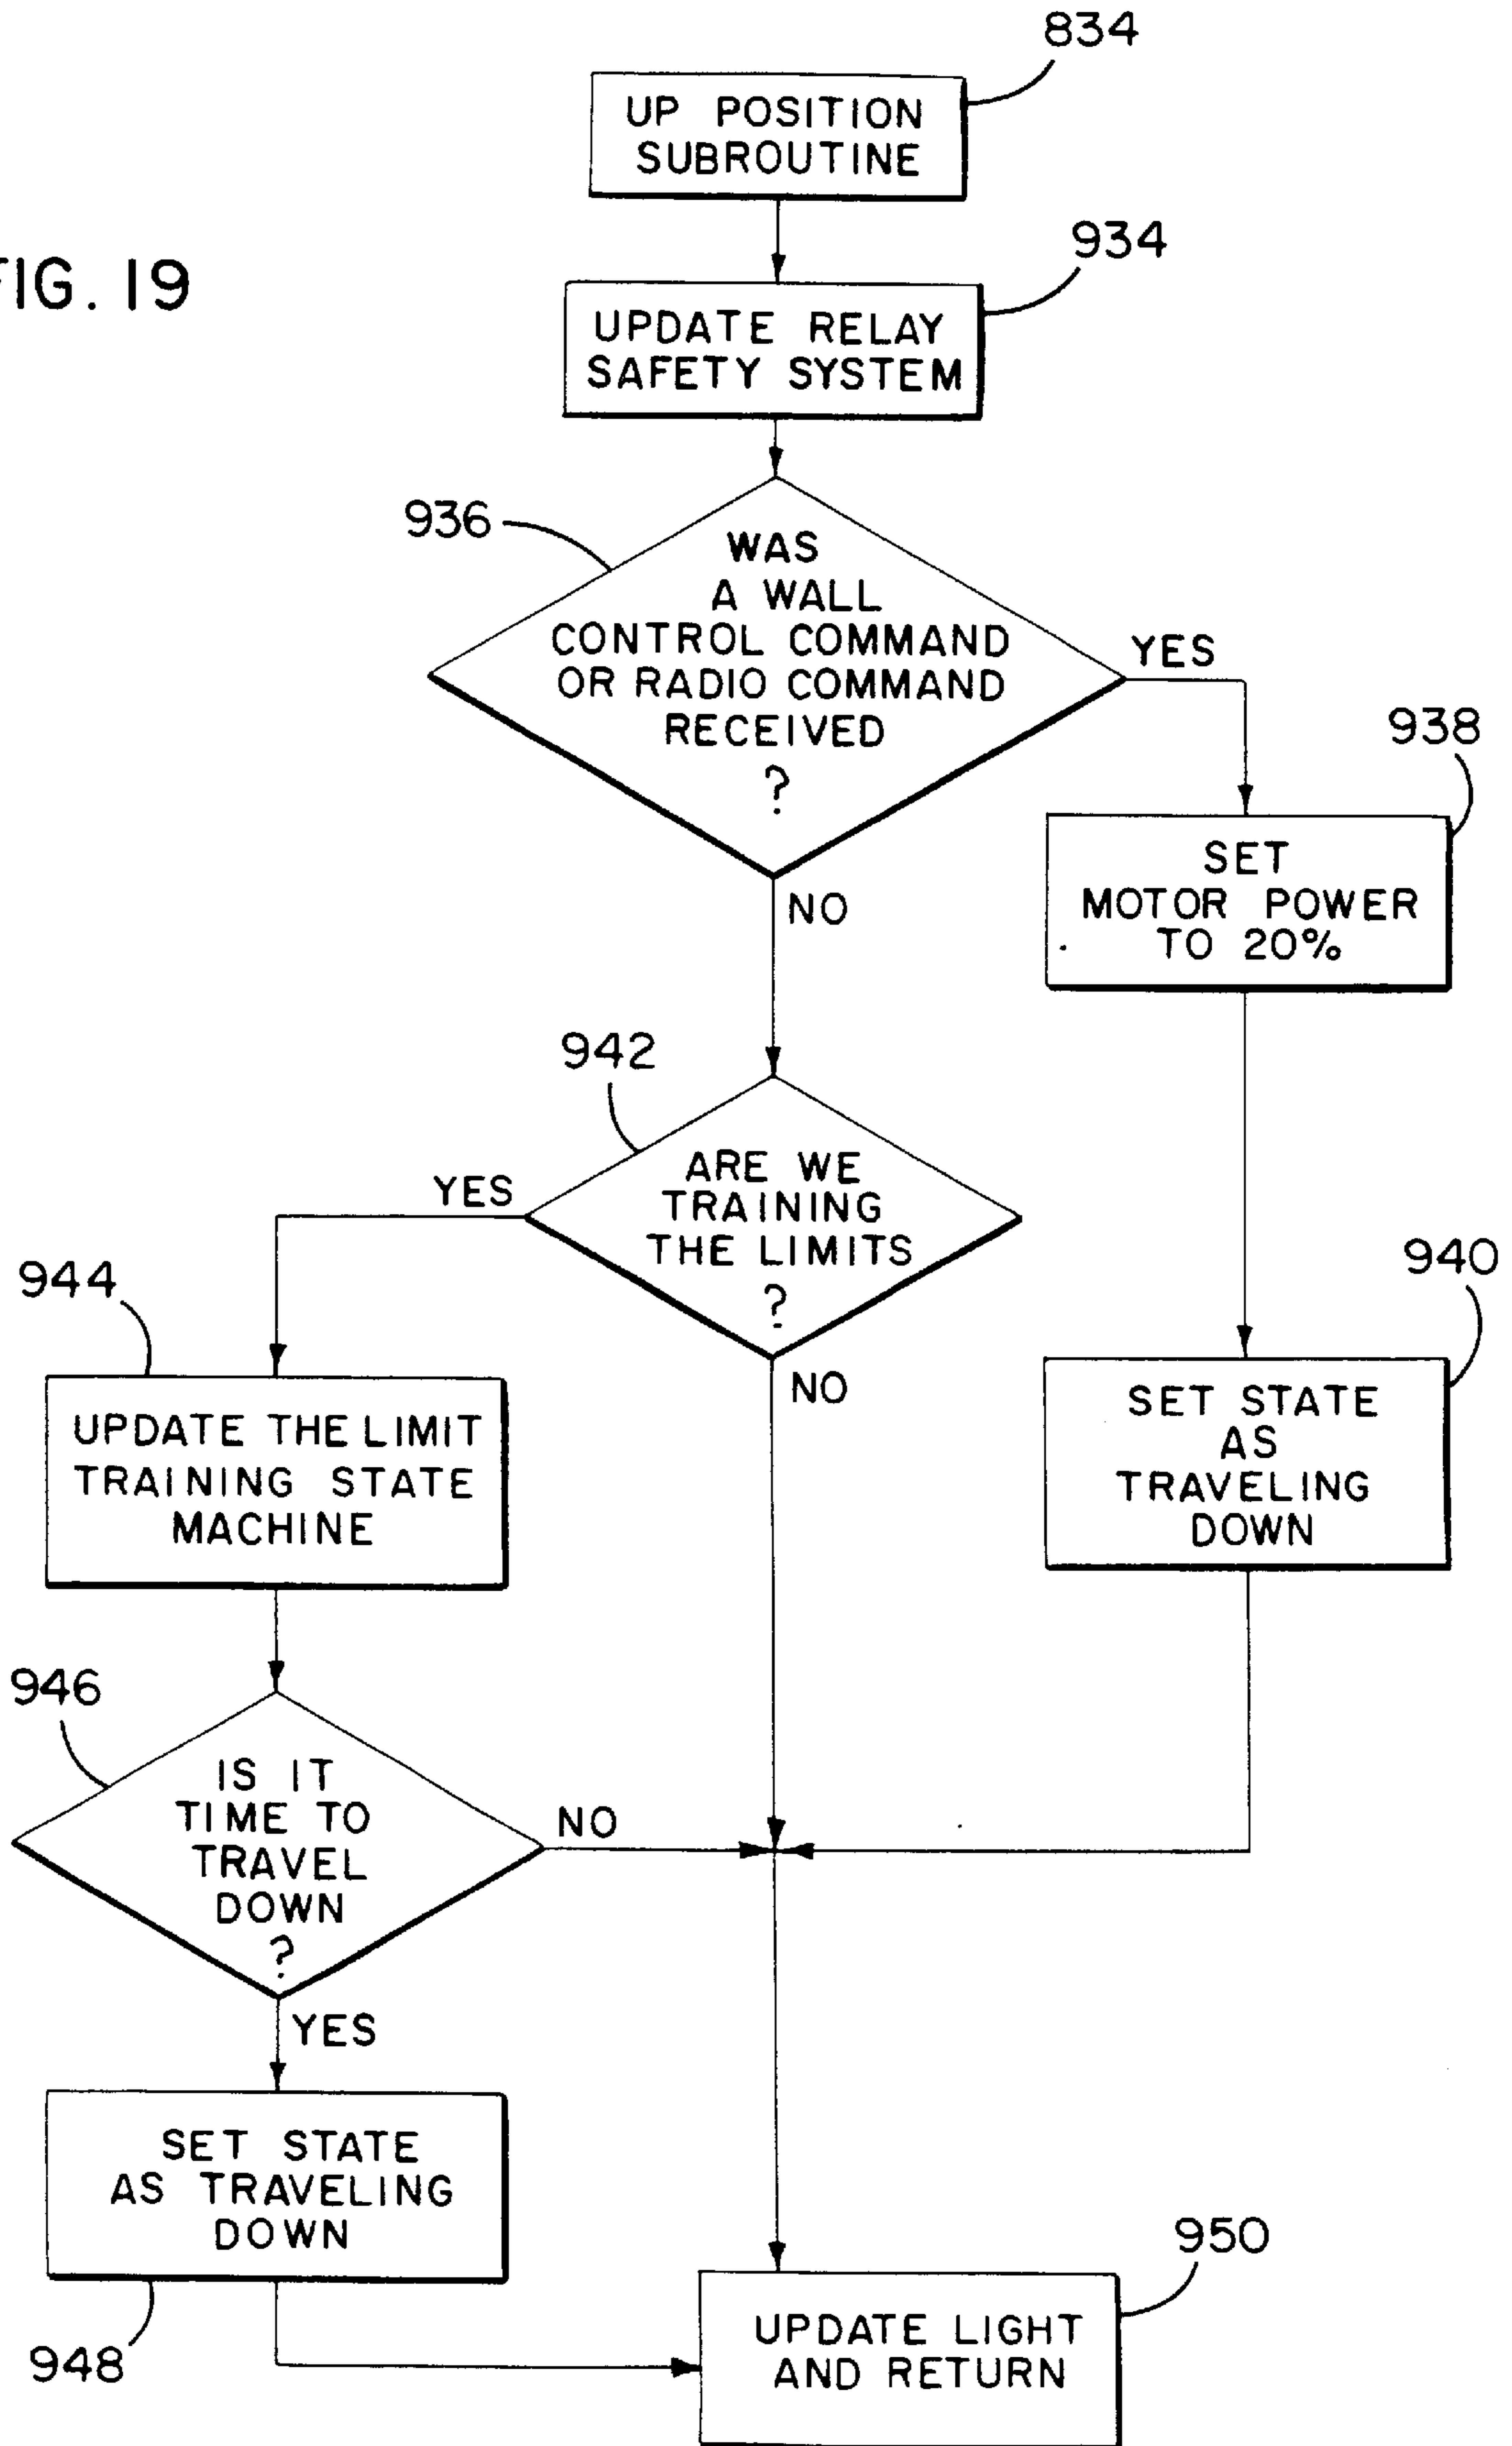 834
UP POSITION
SUBROUTINE
FIG. 19
934
UPDATE RELAY
SAFETY SYSTEM
936
WAS
A WALL
CONTROL COMMAND
OR RADIO COMMAND
RECEIVED
?
YES
938
SET
MOTOR POWER
TO 20%
NO
942
ARE WE
TRAINING
THE LIMITS
?
YES
944
940
NO
UPDATE THE LIMIT
TRAINING STATE
MACHINE
SET STATE
AS
TRAVELING
DOWN
946
IS IT
TIME TO
TRAVEL
DOWN
?
NO
YES
SET STATE
AS TRAVELING
DOWN
948
950
UPDATE LIGHT
AND RETURN